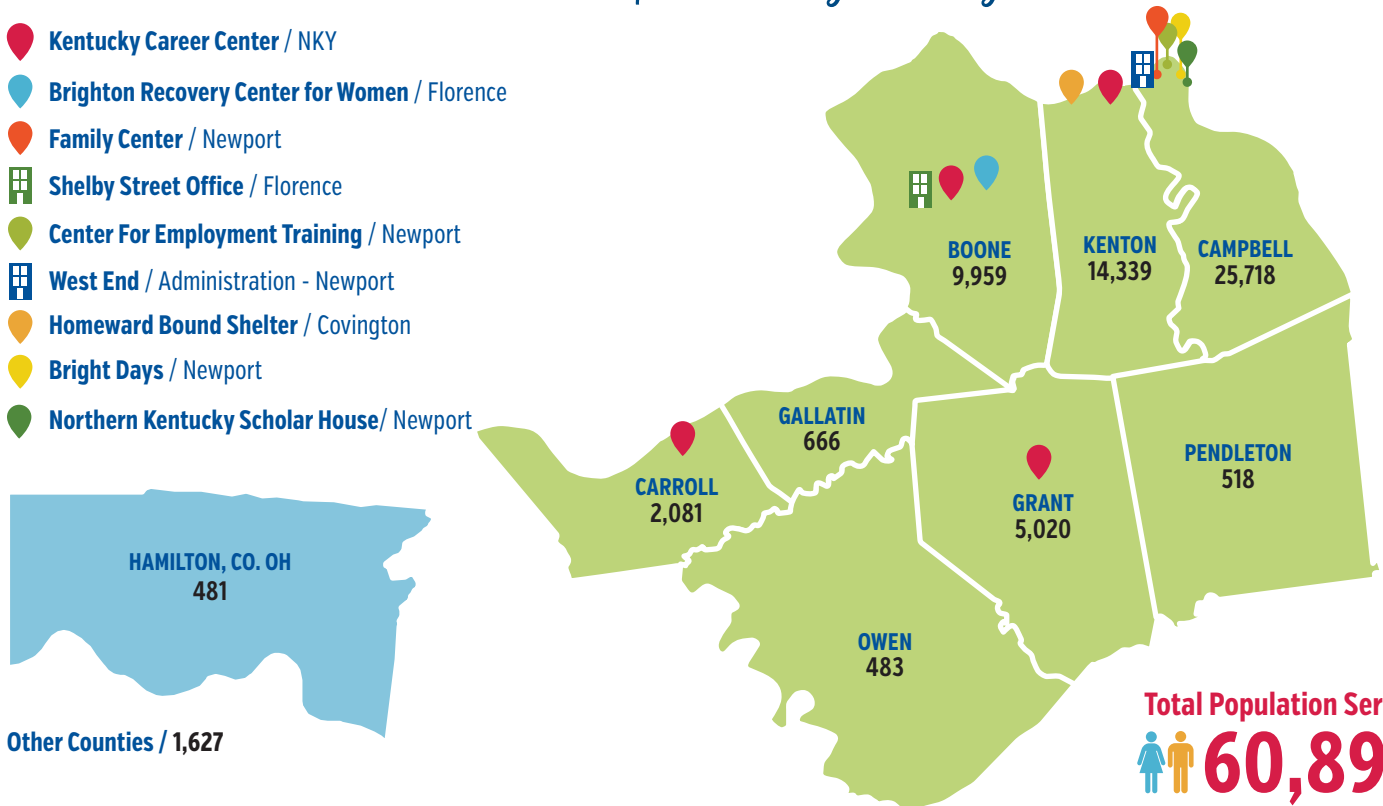 Kentucky Career Center / NKY
Brighton Recovery Center for Women / Florence
Family Center / Newport
Shelby Street Office / Florence
Center For Employment Training / Newport
West End / Administration - Newport
Homeward Bound Shelter / Covington
Bright Days / Newport
Northern Kentucky Scholar House/ Newport
BOONE
9,959
KENTON
14,339
CAMPBELL
25,718
GALLATIN
666
CARROLL
2,081
GRANT
5,020
PENDLETON
518
OWEN
483
HAMILTON, CO. OH
481
Other Counties / 1,627
Total Population Ser
60,89